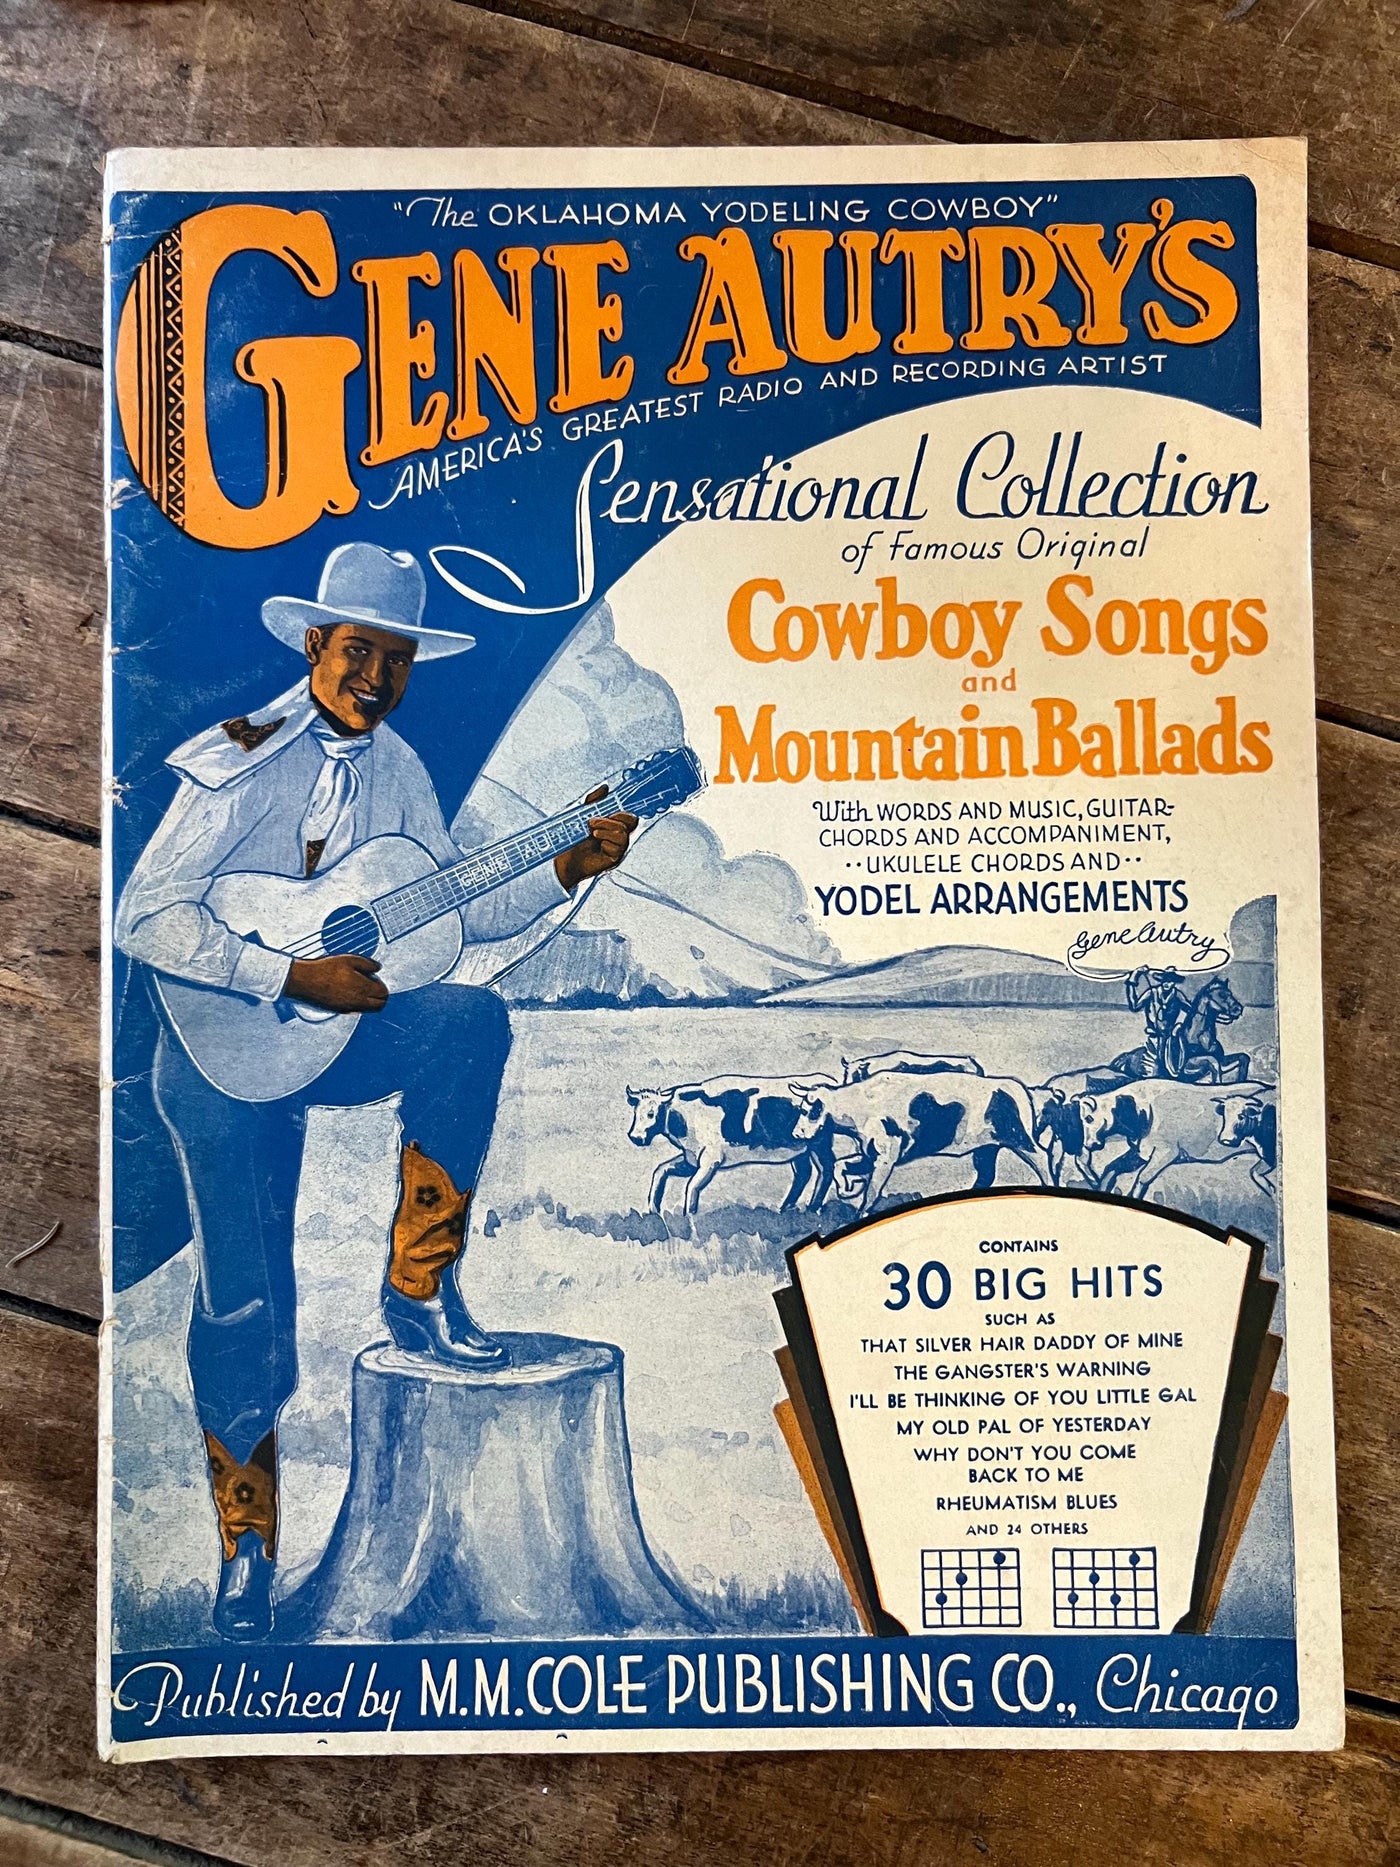 "The OKLAHOMA YODELING COWBOY"
GENE AUTRY'S
AMERICA'S GREATEST RADIO AND RECORDING ARTIST
Sensational Collection
of Famous Original
Cowboy Songs
and
Mountain Ballads
With WORDS AND MUSIC, GUITAR-
CHORDS AND ACCOMPANIMENT,
··UKULELE CHORDS AND··
YODEL ARRANGEMENTS
Gene Autry
GENE AUTRY
CONTAINS
30 BIG HITS
SUCH AS
THAT SILVER HAIR DADDY OF MINE
THE GANGSTER'S WARNING
I'LL BE THINKING OF YOU LITTLE GAL
MY OLD PAL OF YESTERDAY
WHY DON'T YOU COME
BACK TO ME
RHEUMATISM BLUES
AND 24 OTHERS
Published by M.M. COLE PUBLISHING CO., Chicago